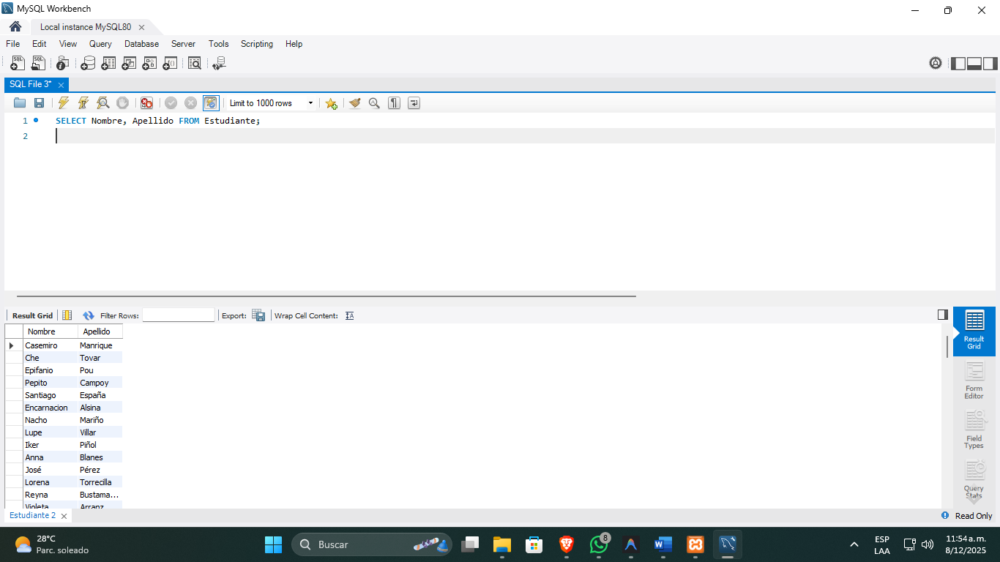 MySQL Workbench
Local instance MySQL80
File Edit View Query Database Server Tools Scripting Help
SQL File 3*
Limit to 1000 rows
1 SELECT Nombre, Apellido FROM Estudiante;
2
Result Grid Filter Rows: Export: Wrap Cell Content:
Nombre Apellido
Casemiro Manrique
Che Tovar
Epifanio Pou
Pepito Campoy
Santiago España
Encarnacion Alsina
Nacho Mariño
Lupe Villar
Iker Piñol
Anna Blanes
José Pérez
Lorena Torrecilla
Reyna Bustama...
Violeta Arranz
Result
Grid
Form
Editor
Field
Types
Query
Stats
Estudiante 2
Read Only
28°C
Parc. soleado
Buscar
8
ESP
LAA
11:54 a. m.
8/12/2025